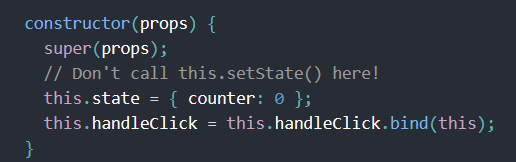 constructor(props) {
  super(props);
  // Don't call this.setState() here!
  this.state = { counter: 0 };
  this.handleClick = this.handleClick.bind(this);
}